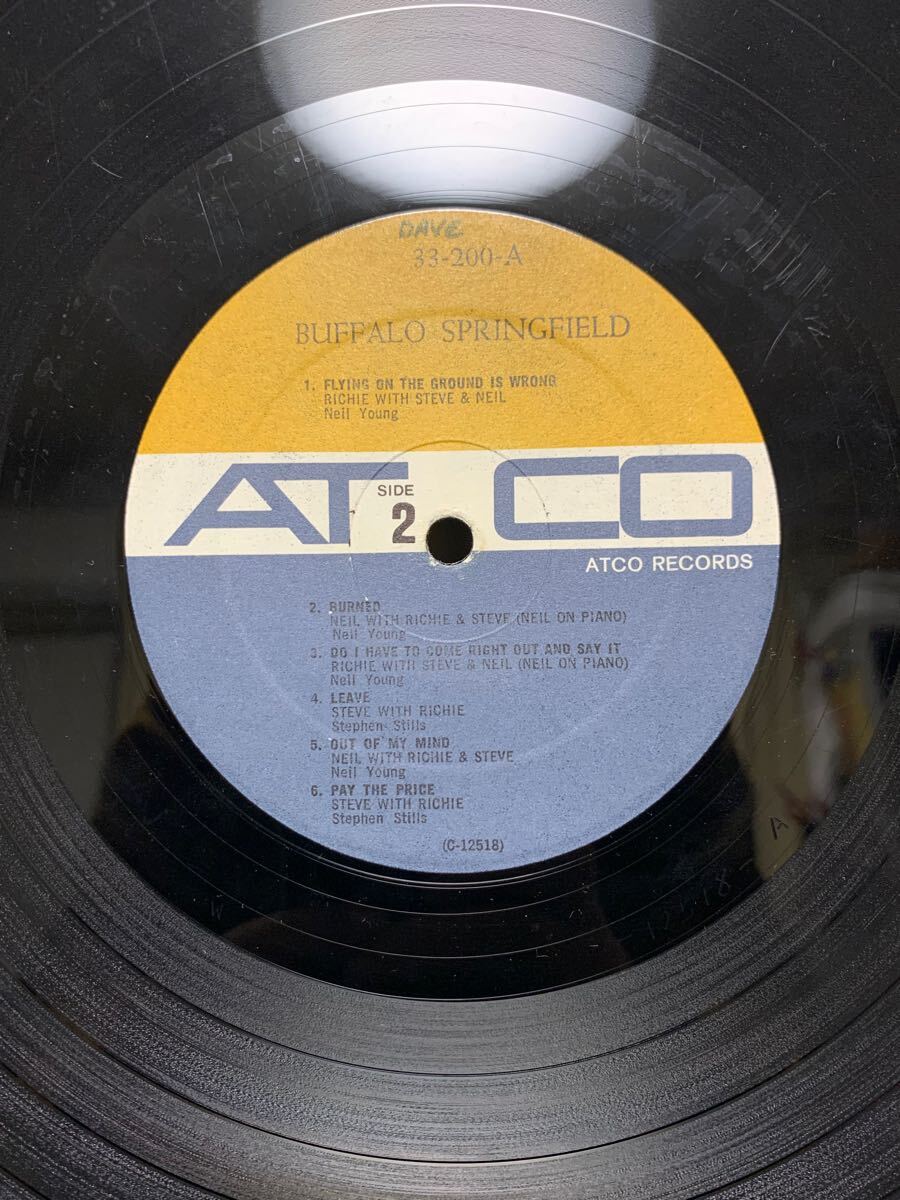 DAVE
33-200-A
BUFFALO SPRINGFIELD
1. FLYING ON THE GROUND IS WRONG
RICHIE WITH STEVE & NEIL
Neil Young
ATCO
SIDE
2
ATCO RECORDS
2. BURNED
NEIL WITH RICHIE & STEVE (NEIL ON PIANO)
Neil Young
3. DO I HAVE TO COME RIGHT OUT AND SAY IT
RICHIE WITH STEVE & NEIL (NEIL ON PIANO)
Neil Young
4. LEAVE
STEVE WITH RICHIE
Stephen Stills
5. OUT OF MY MIND
NEIL WITH RICHIE & STEVE
Neil Young
6. PAY THE PRICE
STEVE WITH RICHIE
Stephen Stills
(C-12518)
A
W